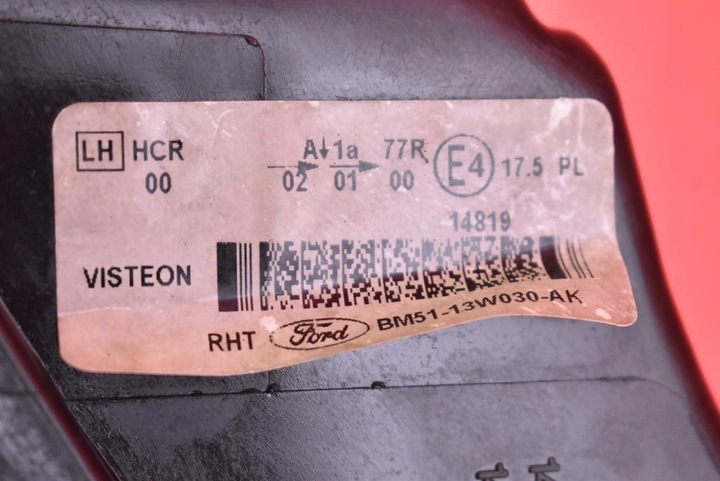 LH HCR A↓ 1a 77R E4 17.5 PL
00 02 01 00
14819
VISTEON
RHT Ford BM51-13W030-AK